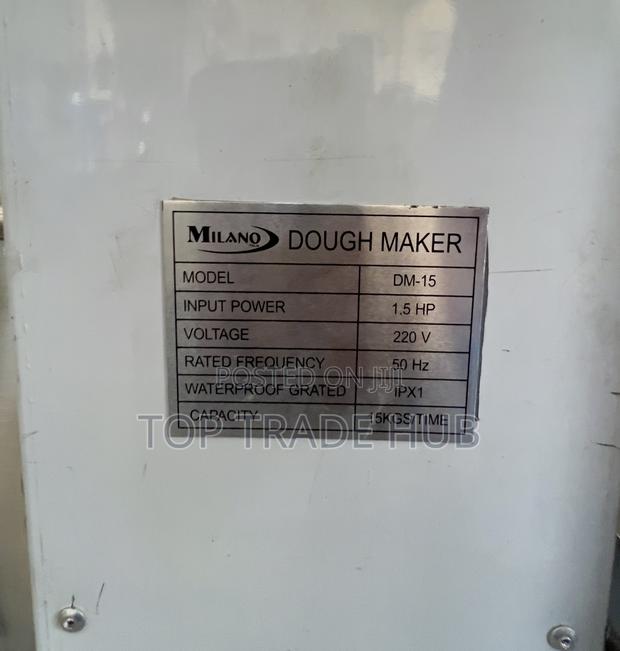 MILANO DOUGH MAKER
MODEL DM-15
INPUT POWER 1.5 HP
VOLTAGE 220 V
RATED FREQUENCY 50 Hz
POSTED ON JIJI
WATERPROOF GRATED IPX1
CAPACITY 15KGS/TIME
TOP TRADE HUB